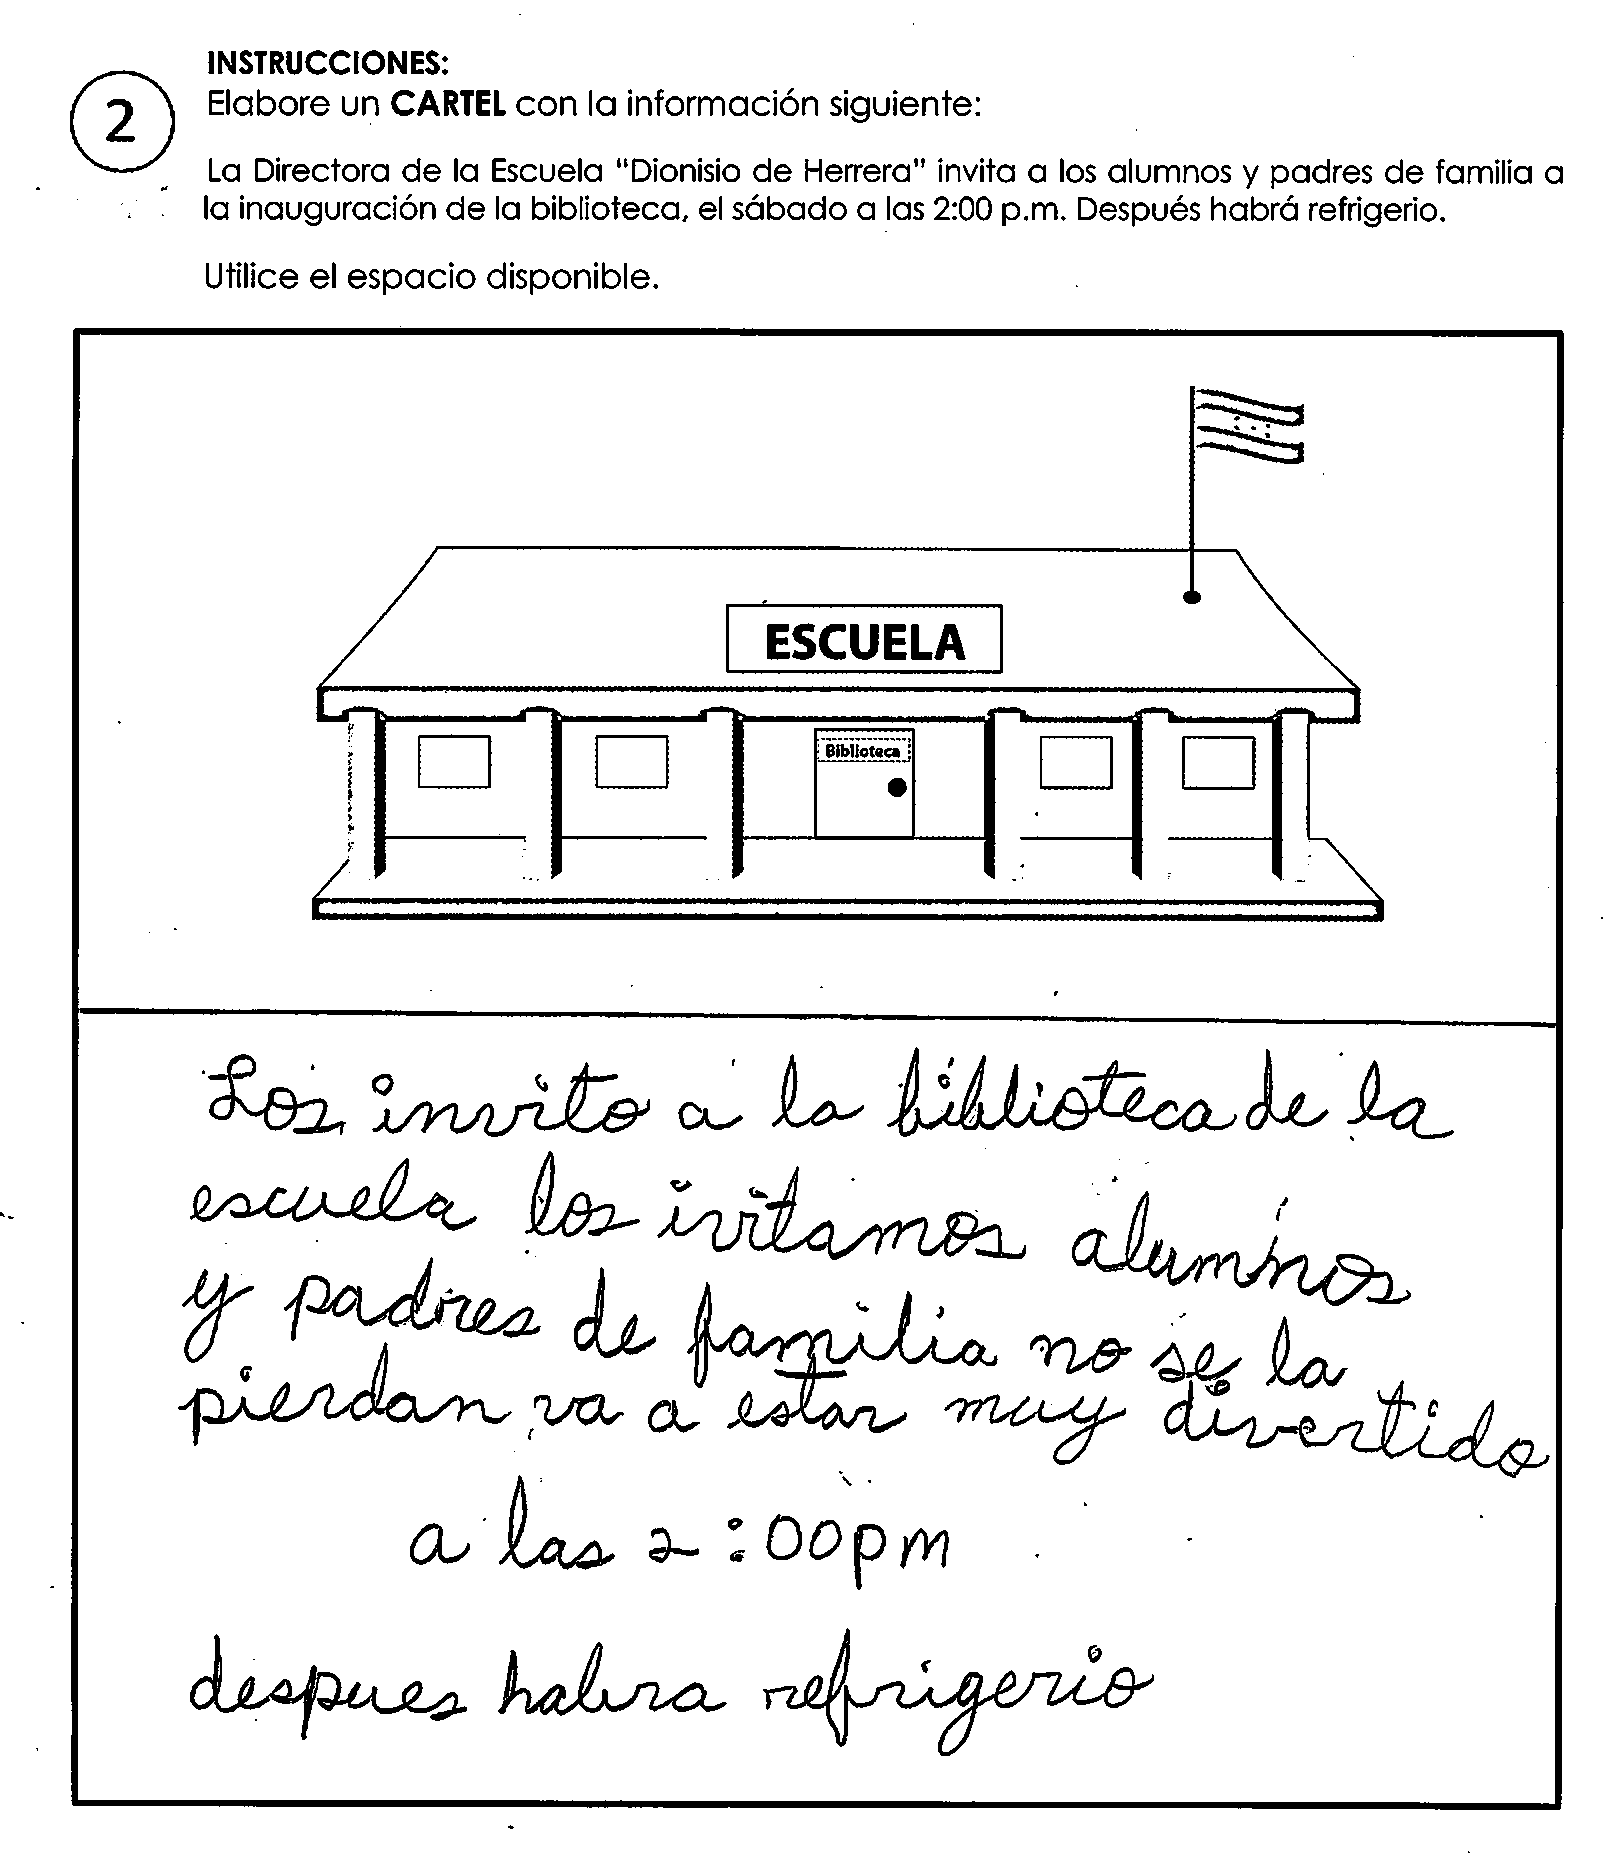 INSTRUCCIONES:
2
Elabore un CARTEL con la información siguiente:
La Directora de la Escuela "Dionisio de Herrera" invita a los alumnos y padres de familia a
la inauguración de la biblioteca, el sábado a las 2:00 p.m. Después habrá refrigerio.
Utilice el espacio disponible.
ESCUELA
Biblioteca
Los invito a la biblioteca de la
escuela los ivitamos alumnos
y padres de familia no se la
pierdan va a estar muy divertido
a las 2:00pm
despues habra refrigerio